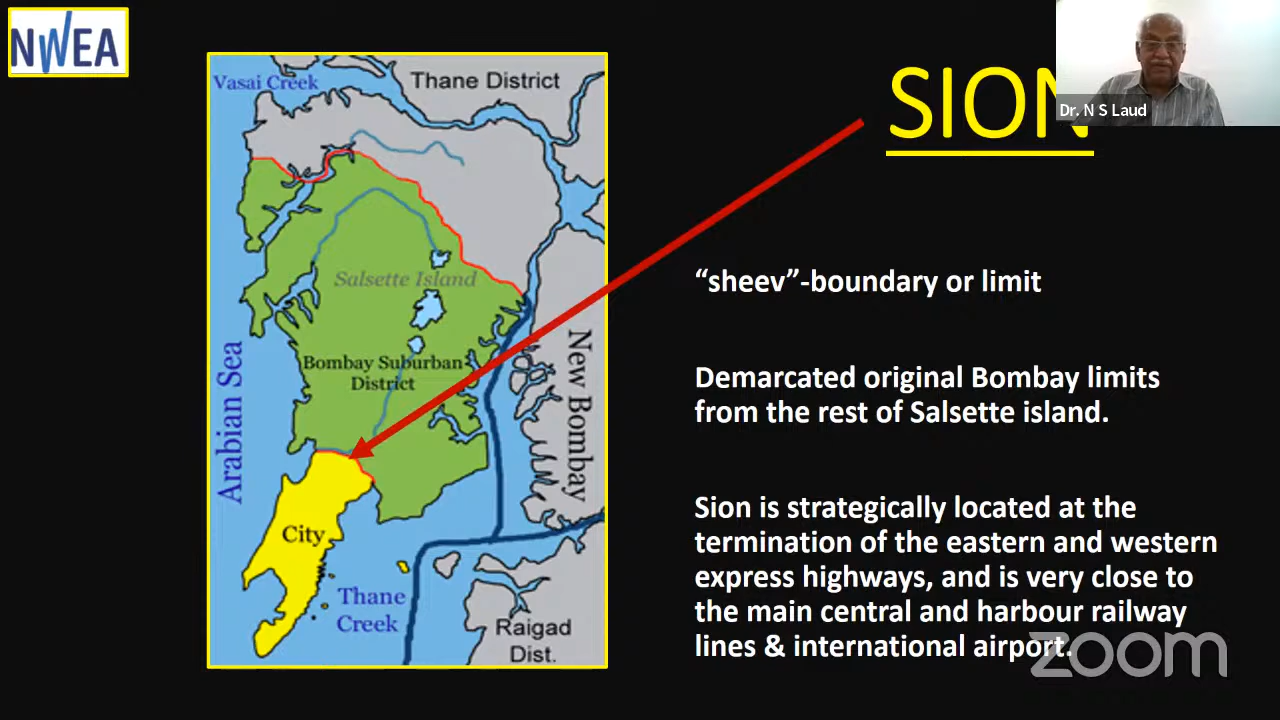 NWEA
SION
Dr. N S Laud
Vasai Creek
Thane District
Salsette Island
Bombay Suburban
District
Arabian Sea
New Bombay
City
Thane
Creek
Raigad
Dist.
“sheev”-boundary or limit
Demarcated original Bombay limits
from the rest of Salsette island.
Sion is strategically located at the
termination of the eastern and western
express highways, and is very close to
the main central and harbour railway
lines & international airport.
zoom